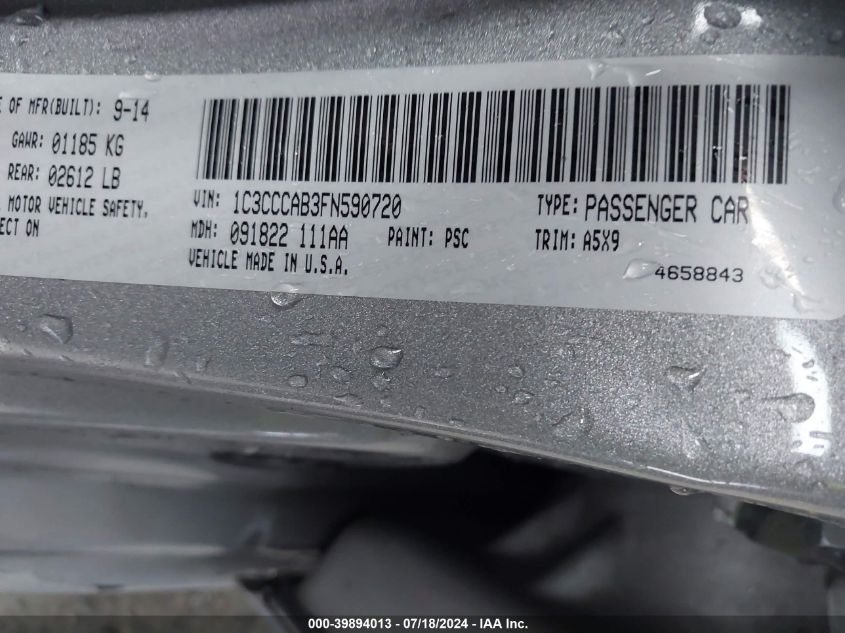 E OF MFR(BUILT): 9-14
GAWR: 01185 KG
REAR: 02612 LB
MOTOR VEHICLE SAFETY,
ECT ON
VIN: 1C3CCCAB3FN590720
TYPE: PASSENGER CAR
MDH: 091822 111AA
PAINT: PSC
TRIM: A5X9
VEHICLE MADE IN U.S.A.
4658843
000-39894013 - 07/18/2024 - IAA Inc.